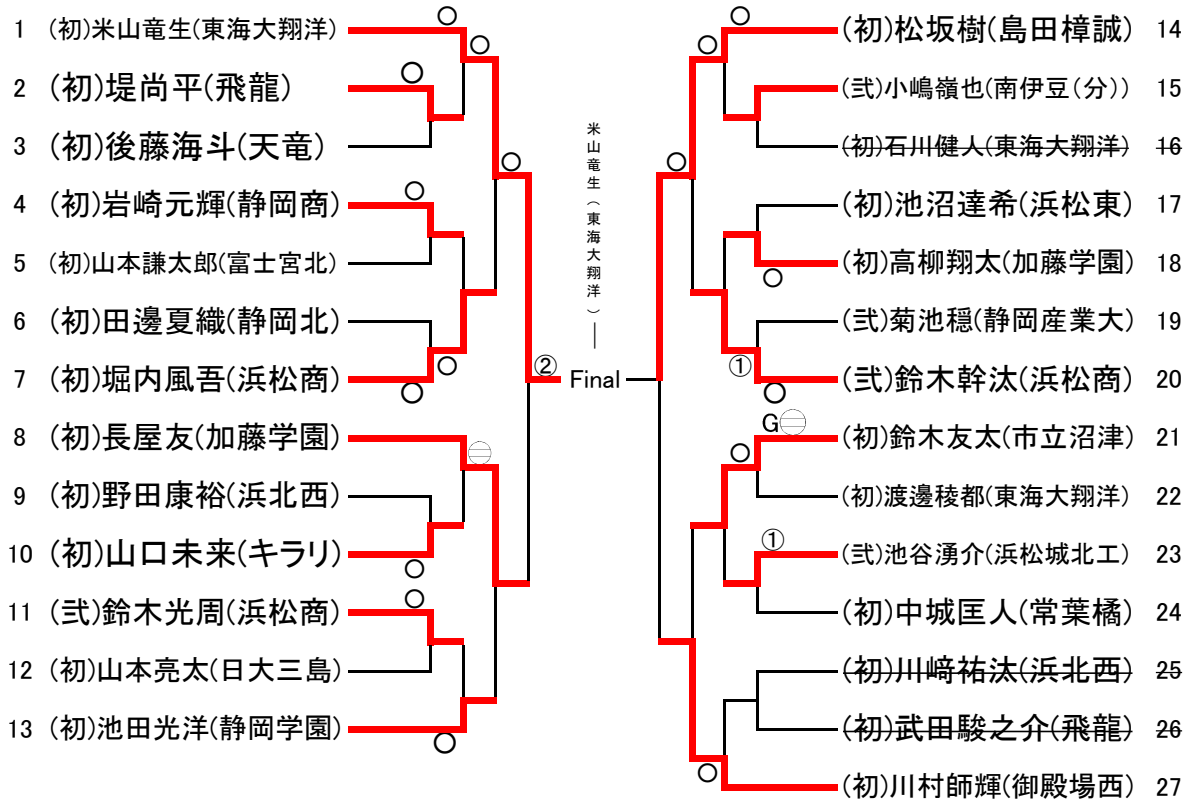 1 (初)米山竜生(東海大翔洋)
2 (初)堤尚平(飛龍)
3 (初)後藤海斗(天竜)
4 (初)岩崎元輝(静岡商)
5 (初)山本謙太郎(富士宮北)
6 (初)田邊夏織(静岡北)
7 (初)堀内風吾(浜松商)
8 (初)長屋友(加藤学園)
9 (初)野田康裕(浜北西)
10 (初)山口未来(キラリ)
11 (弐)鈴木光周(浜松商)
12 (初)山本亮太(日大三島)
13 (初)池田光洋(静岡学園)
②
Final
米山竜生(東海大翔洋)
(初)松坂樹(島田樟誠) 14
(弐)小嶋嶺也(南伊豆(分)) 15
(初)石川健人(東海大翔洋) 16
(初)池沼達希(浜松東) 17
(初)高柳翔太(加藤学園) 18
(弐)菊池穏(静岡産業大) 19
①
(弐)鈴木幹汰(浜松商) 20
G
(初)鈴木友太(市立沼津) 21
(初)渡邊稜都(東海大翔洋) 22
①
(弐)池谷湧介(浜松城北工) 23
(初)中城匡人(常葉橘) 24
(初)川﨑祐汰(浜北西) 25
(初)武田駿之介(飛龍) 26
(初)川村師輝(御殿場西) 27